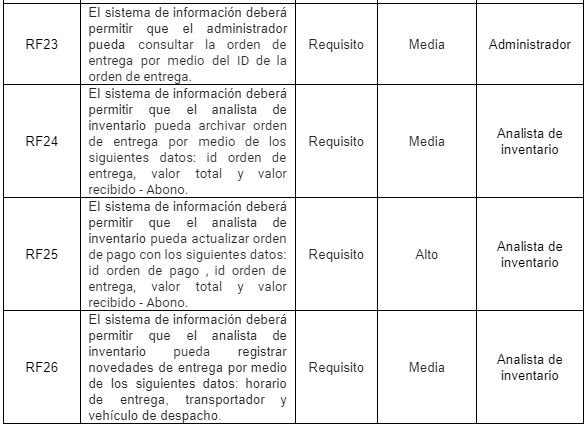 El sistema de información deberá
permitir que el administrador
pueda consultar la orden de
entrega por medio del ID de la
orden de entrega.
RF23
Requisito
Media
Administrador
El sistema de información deberá
permitir que el analista de
inventario pueda archivar orden
de entrega por medio de los
siguientes datos: id orden de
entrega, valor total y valor
recibido - Abono.
RF24
Requisito
Media
Analista de
inventario
El sistema de información deberá
permitir que el analista de
inventario pueda actualizar orden
de pago con los siguientes datos:
id orden de pago , id orden de
entrega, valor total y valor
recibido - Abono.
RF25
Requisito
Alto
Analista de
inventario
El sistema de información deberá
permitir que el analista de
inventario pueda registrar
novedades de entrega por medio
de los siguientes datos: horario
de entrega, transportador y
vehículo de despacho.
RF26
Requisito
Media
Analista de
inventario